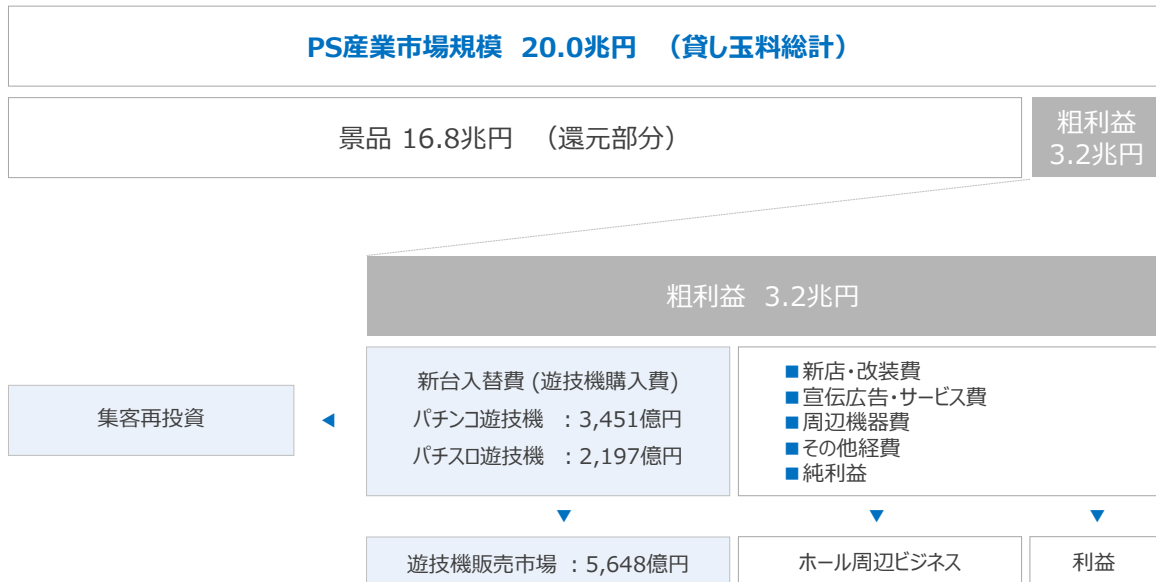 PS産業市場規模 20.0兆円 （貸し玉料総計）
景品 16.8兆円 （還元部分）
粗利益
3.2兆円
粗利益 3.2兆円
集客再投資
◀
新台入替費 (遊技機購入費)
パチンコ遊技機 ：3,451億円
パチスロ遊技機 ：2,197億円
■新店・改装費
■宣伝広告・サービス費
■周辺機器費
■その他経費
■純利益
▼ ▼ ▼
遊技機販売市場 ：5,648億円
ホール周辺ビジネス
利益